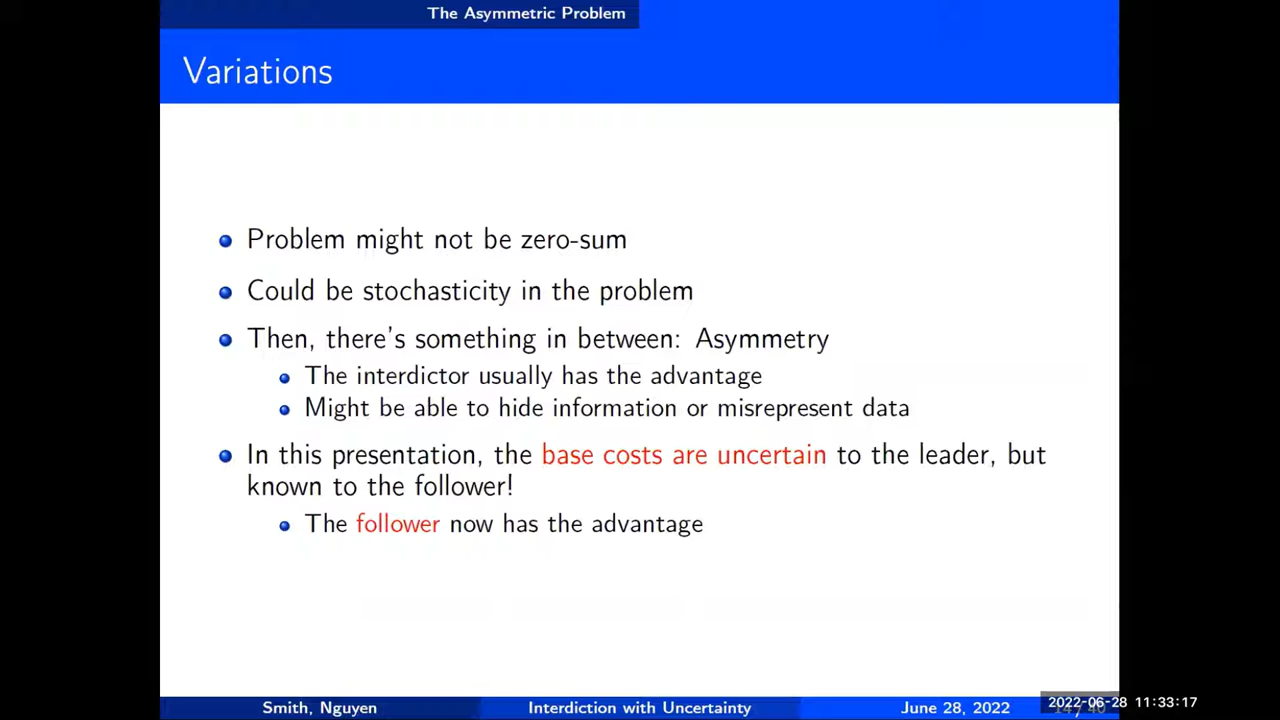 The Asymmetric Problem
Variations
Problem might not be zero-sum
Could be stochasticity in the problem
Then, there's something in between: Asymmetry
The interdictor usually has the advantage
Might be able to hide information or misrepresent data
In this presentation, the base costs are uncertain to the leader, but
known to the follower!
The follower now has the advantage
Smith, Nguyen
Interdiction with Uncertainty
June 28, 2022
2022-06-28 11:33:17